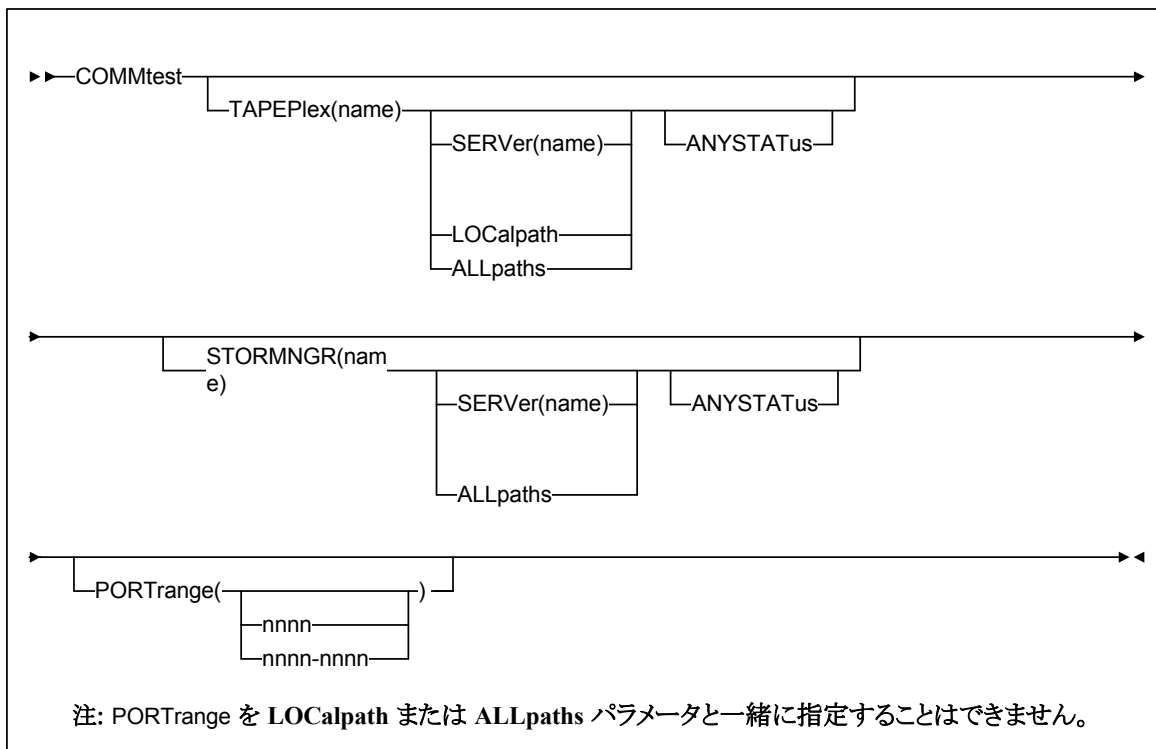 COMMtest
TAPEPlex(name)
SERVer(name)
ANYSTATus
LOCalpath
ALLpaths
STORMNGR(nam
e)
SERVer(name)
ANYSTATus
ALLpaths
PORTrange(
)
nnnn
nnnn-nnnn
注: PORTrange を LOCalpath または ALLpaths パラメータと一緒に指定することはできません。